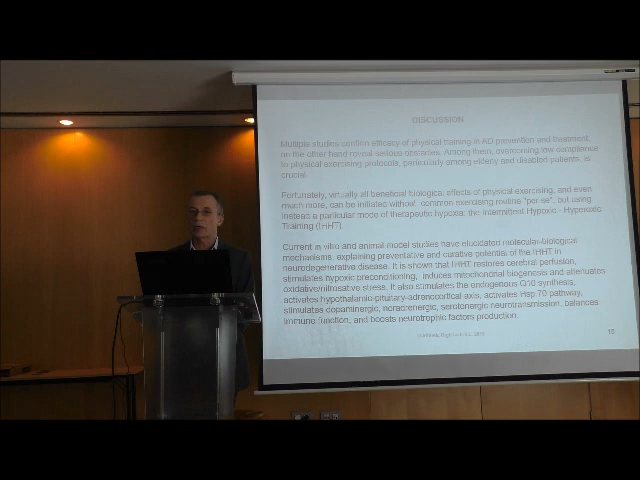 DISCUSSION
Multiple studies confirm efficacy of physical training in AD prevention and treatment,
on the other hand reveal serious obstacles. Among them, overcoming low compliance
to physical exercising protocols, particularly among elderly and disabled patients, is
crucial.
Fortunately, virtually all beneficial biological effects of physical exercising, and even
much more, can be initiated without common exercising routine "per se", but using
instead a particular mode of therapeutic hypoxia: the Intermittent Hypoxic - Hyperoxic
Training (IHHT).
Current in vitro and animal model studies have elucidated molecular-biological
mechanisms explaining preventative and curative potential of the IHHT in
neurodegenerative disease. It is shown that IHHT restores cerebral perfusion,
stimulates hypoxic preconditioning, induces mitochondrial biogenesis and attenuates
oxidative/nitrosative stress. It also stimulates the endogenous Q10 synthesis,
activates hypothalamic-pituitary-adrenocortical axis, activates Hsp 70 pathway,
stimulates dopaminergic, noradrenergic, serotonergic neurotransmission, balances
immune function, and boosts neurotrophic factors production.